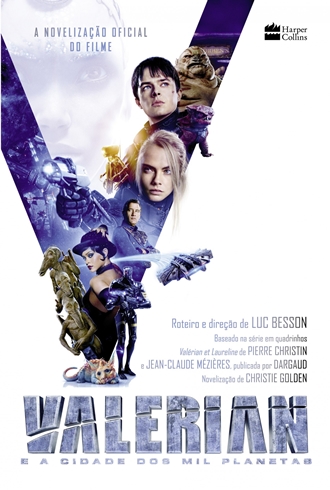 A NOVELIZAÇÃO OFICIAL
DO FILME
Harper
Collins
Roteiro e direção de LUC BESSON
Baseado na série em quadrinhos
Valérian et Laureline de PIERRE CHRISTIN
e JEAN-CLAUDE MÉZIÈRES, publicada por DARGAUD
Novelização de CHRISTIE GOLDEN
VALERIAN
E A CIDADE DOS MIL PLANETAS